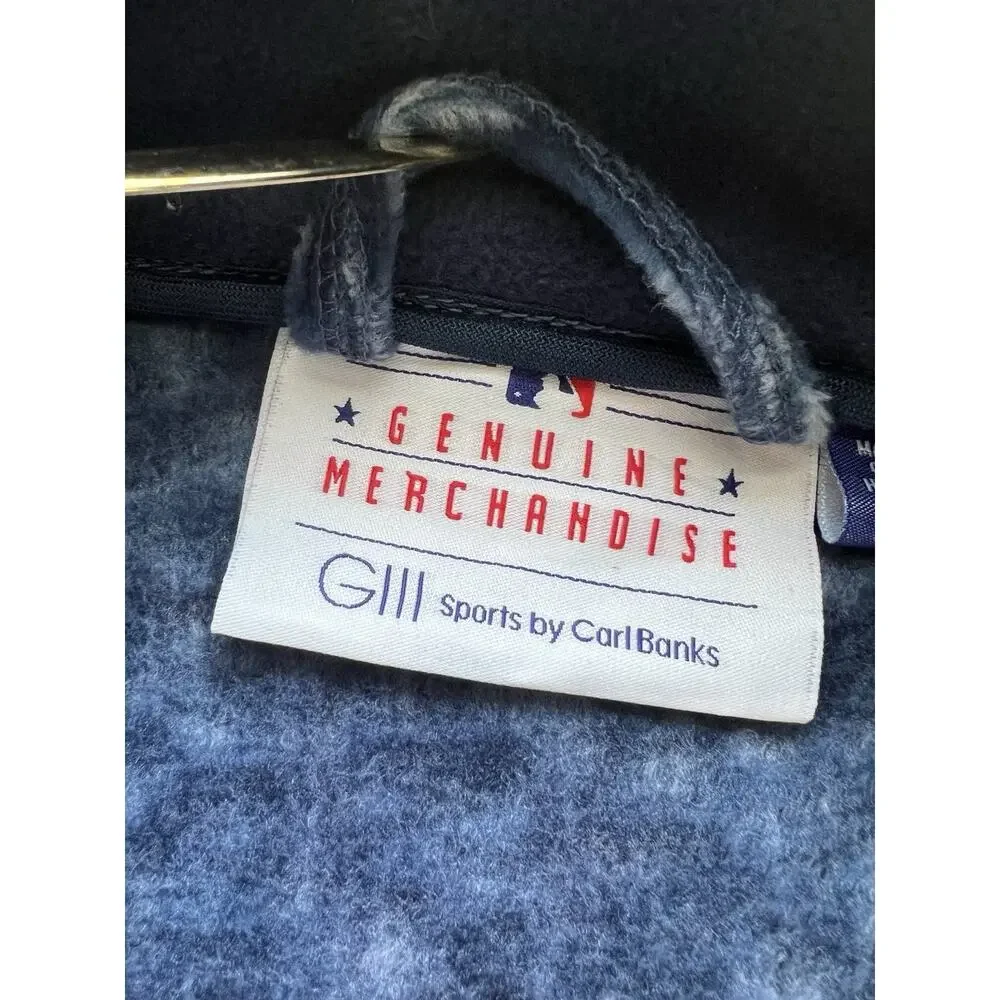 GENUINE
MERCHANDISE
GIII Sports by Carl Banks